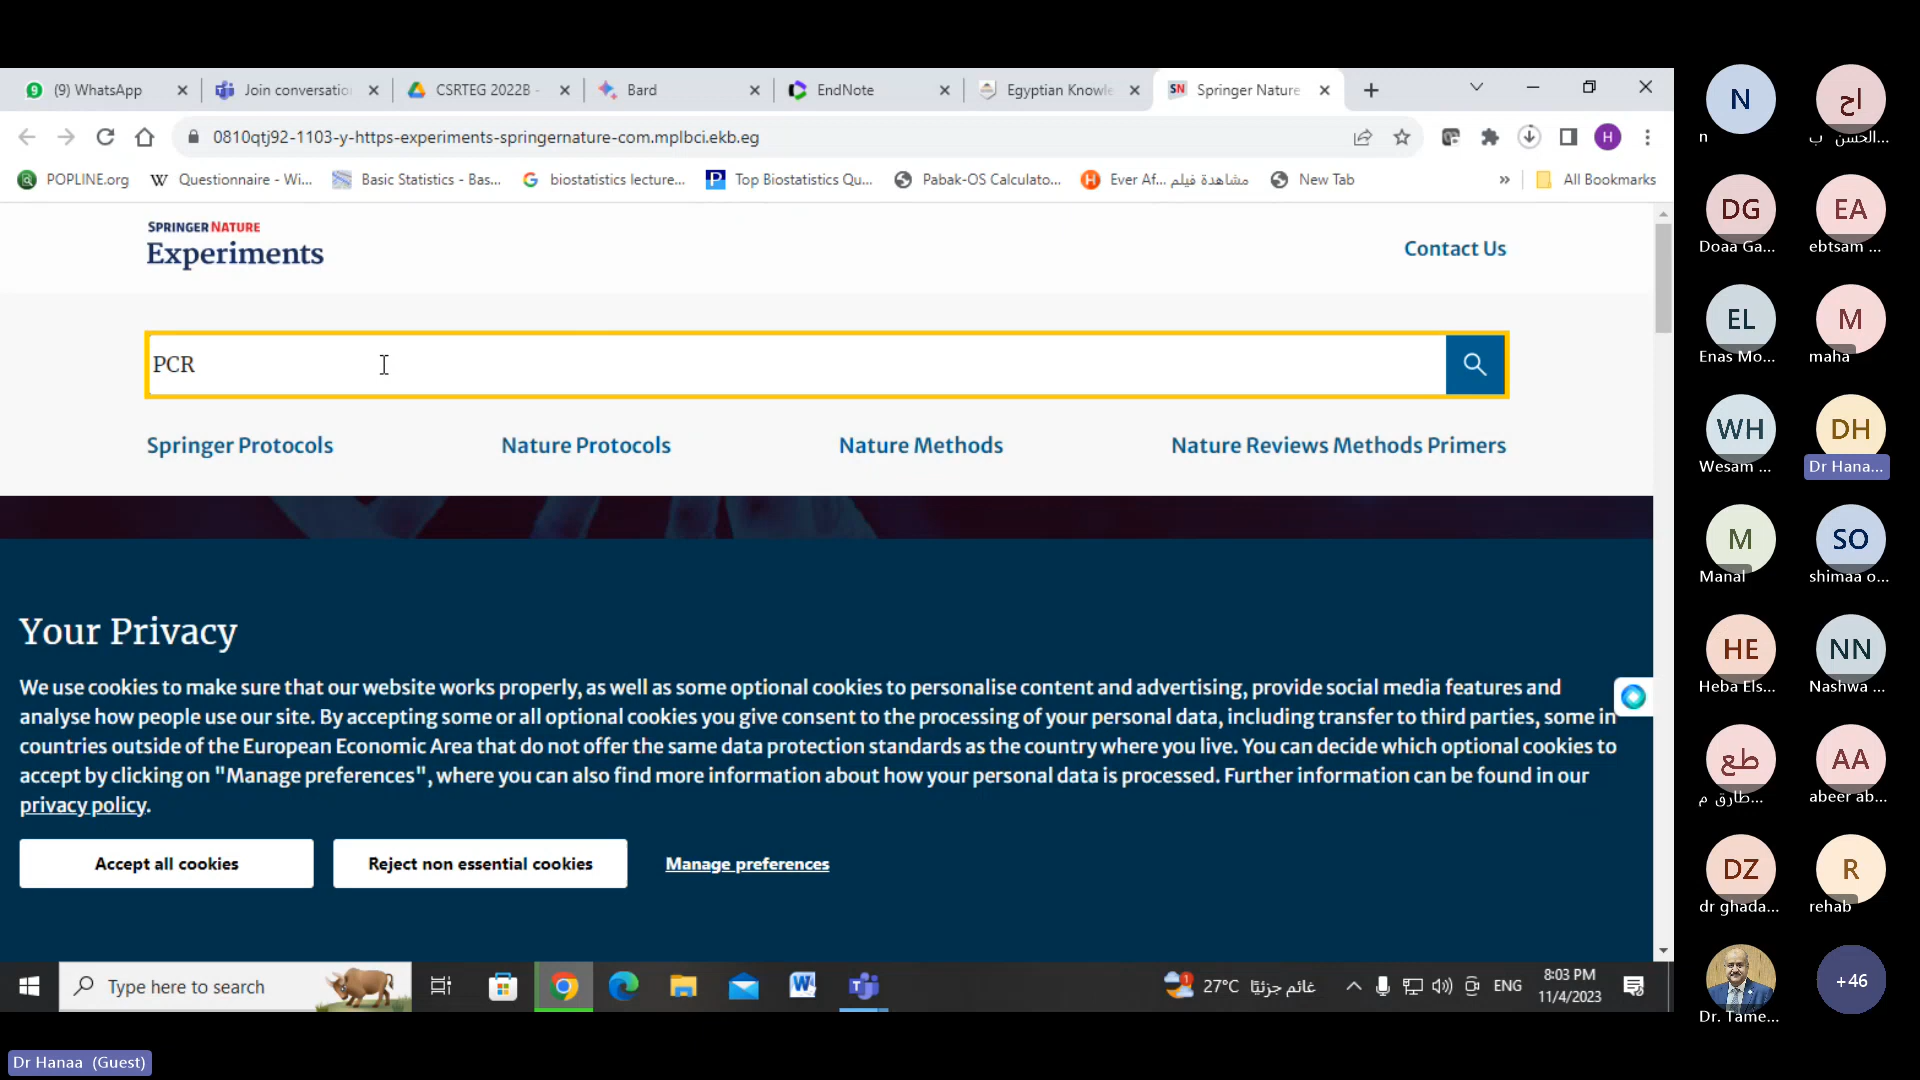 (9) WhatsApp
Join conversatio
CSRTEG 2022B -
Bard
EndNote
Egyptian Knowle
SN Springer Nature
0810qtj92-1103-y-https-experiments-springernature-com.mplbci.ekb.eg
H
POPLINE.org
W Questionnaire - Wi...
Basic Statistics - Bas...
G biostatistics lecture...
P Top Biostatistics Qu...
Pabak-OS Calculato...
H Ever Af... مشاهدة فيلم
New Tab
»
All Bookmarks
SPRINGER NATURE
Experiments
Contact Us
PCR
Springer Protocols
Nature Protocols
Nature Methods
Nature Reviews Methods Primers
Your Privacy
We use cookies to make sure that our website works properly, as well as some optional cookies to personalise content and advertising, provide social media features and
analyse how people use our site. By accepting some or all optional cookies you give consent to the processing of your personal data, including transfer to third parties, some in
countries outside of the European Economic Area that do not offer the same data protection standards as the country where you live. You can decide which optional cookies to
accept by clicking on "Manage preferences", where you can also find more information about how your personal data is processed. Further information can be found in our
privacy policy.
Accept all cookies
Reject non essential cookies
Manage preferences
Type here to search
27°C غائم جزئيًا
ENG
8:03 PM
11/4/2023
Dr Hanaa (Guest)
N
n
اح
الحسن ب...
DG
Doaa Ga...
EA
ebtsam ...
EL
Enas Mo...
M
maha
WH
Wesam ...
DH
Dr Hana...
M
Manal
SO
shimaa o...
HE
Heba Els...
NN
Nashwa ...
طع
طارق م...
AA
abeer ab...
DZ
dr ghada...
R
rehab
Dr. Tame...
+46